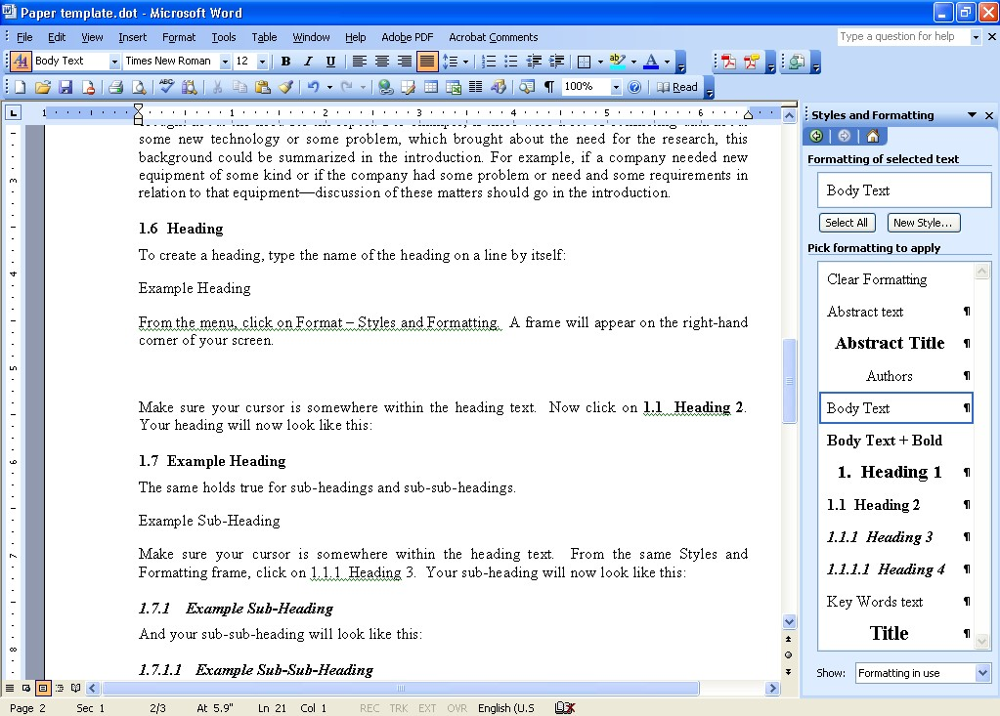 Paper template.dot - Microsoft Word
File Edit View Insert Format Tools Table Window Help Adobe PDF Acrobat Comments Type a question for help
Body Text Times New Roman 12 B I U
100% Read
1 1 2 3 4 5 6
some new technology or some problem, which brought about the need for the research, this
background could be summarized in the introduction. For example, if a company needed new
equipment of some kind or if the company had some problem or need and some requirements in
relation to that equipment—discussion of these matters should go in the introduction.
1.6 Heading
To create a heading, type the name of the heading on a line by itself:
Example Heading
From the menu, click on Format – Styles and Formatting. A frame will appear on the right-hand
corner of your screen.
Make sure your cursor is somewhere within the heading text. Now click on 1.1 Heading 2.
Your heading will now look like this:
1.7 Example Heading
The same holds true for sub-headings and sub-sub-headings.
Example Sub-Heading
Make sure your cursor is somewhere within the heading text. From the same Styles and
Formatting frame, click on 1.1.1 Heading 3. Your sub-heading will now look like this:
1.7.1 Example Sub-Heading
And your sub-sub-heading will look like this:
1.7.1.1 Example Sub-Sub-Heading
3
4
5
6
7
8
Styles and Formatting
Formatting of selected text
Body Text
Select All New Style...
Pick formatting to apply
Clear Formatting
Abstract text ¶
Abstract Title ¶
Authors ¶
Body Text ¶
Body Text + Bold
1. Heading 1 ¶
1.1 Heading 2 ¶
1.1.1 Heading 3 ¶
1.1.1.1 Heading 4 ¶
Key Words text ¶
Title ¶
Show: Formatting in use
Page 2 Sec 1 2/3 At 5.9" Ln 21 Col 1 REC TRK EXT OVR English (U.S